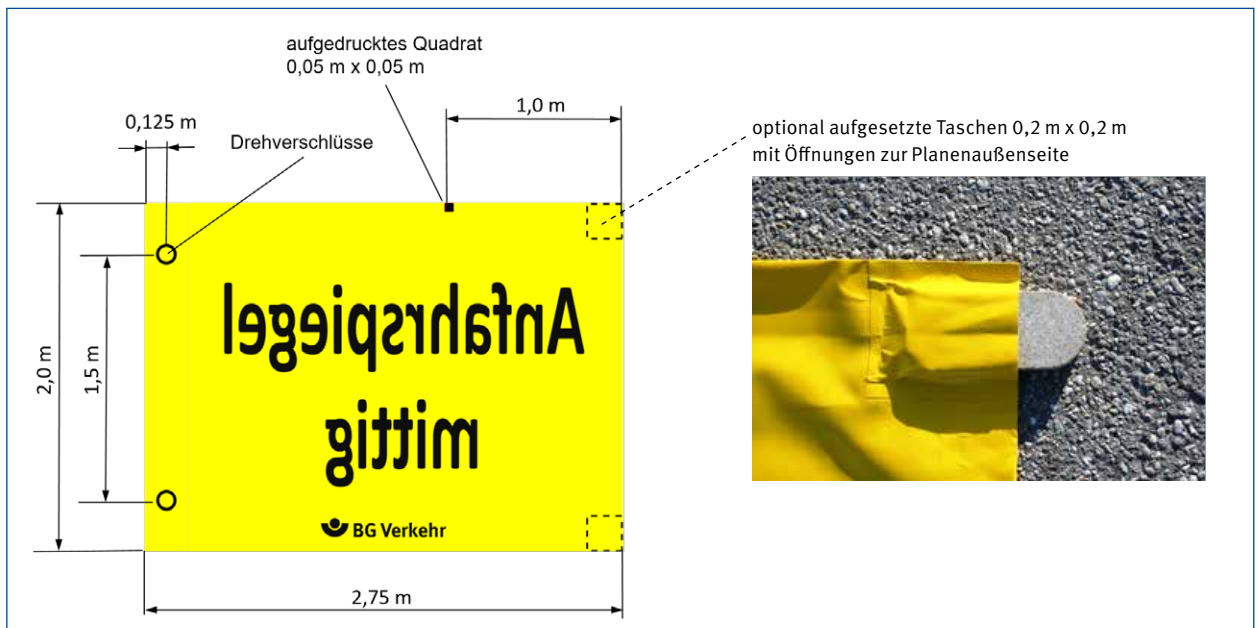 aufgedrucktes Quadrat
0,05 m x 0,05 m
1,0 m
0,125 m
Drehverschlüsse
optional aufgesetzte Taschen 0,2 m x 0,2 m
mit Öffnungen zur Planenaußenseite
2,0 m
1,5 m
Anfahrspiegel
mittig
BG Verkehr
2,75 m